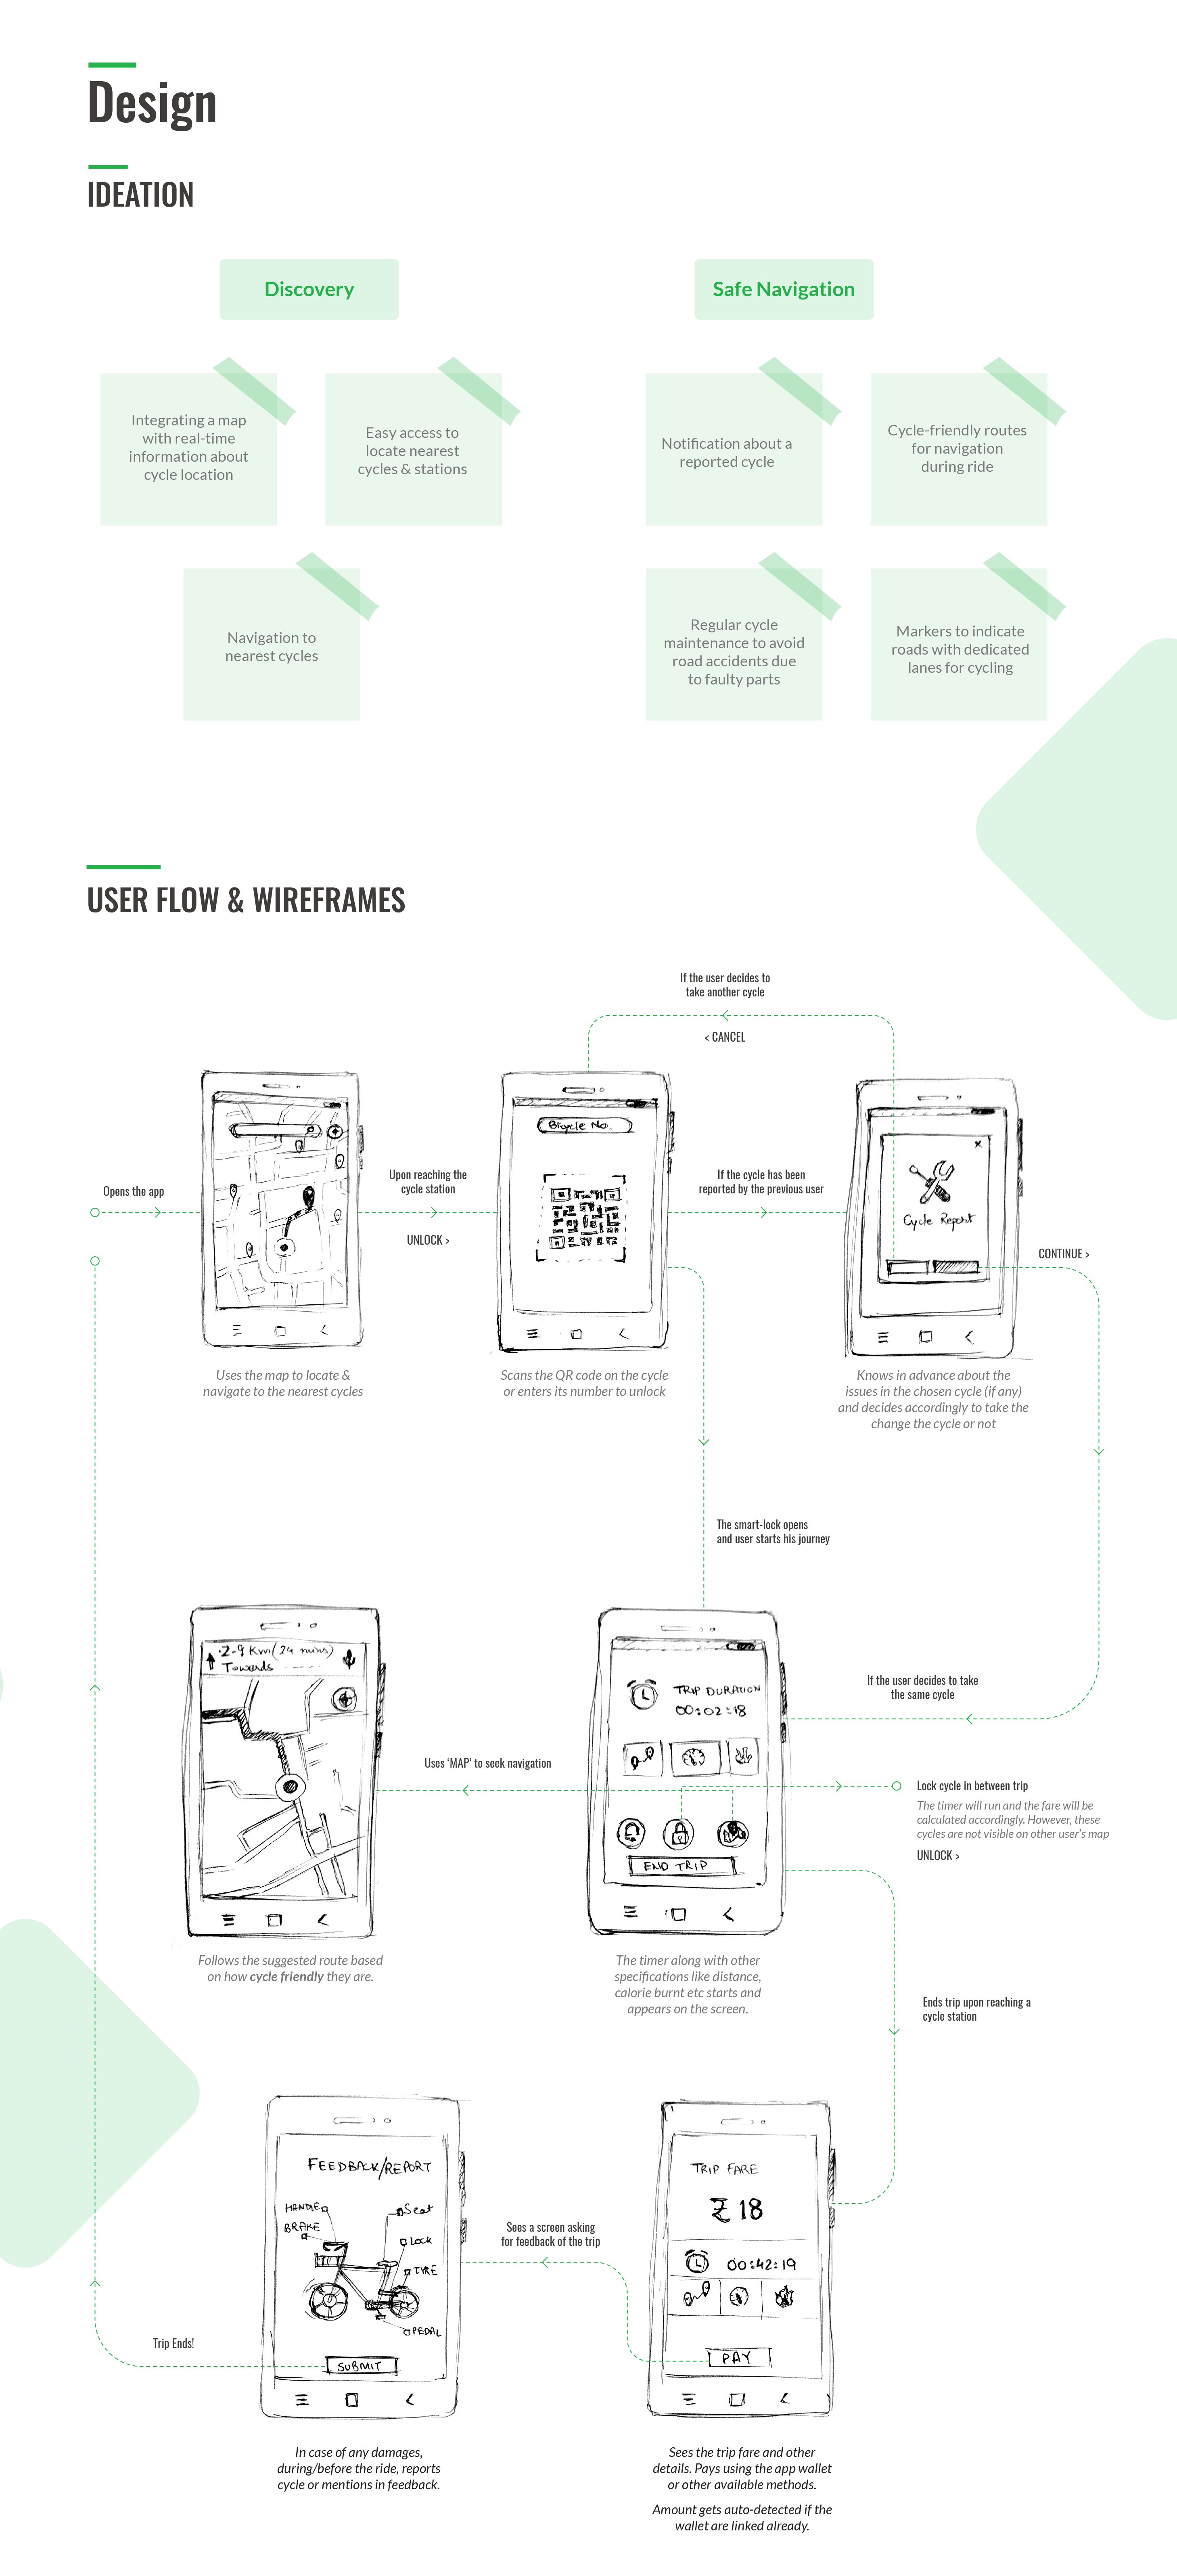 Design
IDEATION
Discovery
Safe Navigation
Integrating a map
with real-time
information about
cycle location
Easy access to
locate nearest
cycles & stations
Notification about a
reported cycle
Cycle-friendly routes
for navigation
during ride
Navigation to
nearest cycles
Regular cycle
maintenance to avoid
road accidents due
to faulty parts
Markers to indicate
roads with dedicated
lanes for cycling
USER FLOW & WIREFRAMES
If the user decides to
take another cycle
< CANCEL
Opens the app
Upon reaching the
cycle station
UNLOCK >
Bicycle No.
If the cycle has been
reported by the previous user
x
Cycle Report
CONTINUE >
Uses the map to locate &
navigate to the nearest cycles
Scans the QR code on the cycle
or enters its number to unlock
Knows in advance about the
issues in the chosen cycle (if any)
and decides accordingly to take the
change the cycle or not
The smart-lock opens
and user starts his journey
2.9 Km (24 mins)
Towards
Uses ‘MAP’ to seek navigation
TRIP DURATION
00:02:18
END TRIP
If the user decides to take
the same cycle
Lock cycle in between trip
The timer will run and the fare will be
calculated accordingly. However, these
cycles are not visible on other user's map
UNLOCK >
Follows the suggested route based
on how cycle friendly they are.
The timer along with other
specifications like distance,
calorie burnt etc starts and
appears on the screen.
Ends trip upon reaching a
cycle station
FEEDBACK/REPORT
HANDLE
BRAKE
Seat
LOCK
TYRE
PEDAL
SUBMIT
Sees a screen asking
for feedback of the trip
TRIP FARE
₹ 18
00:42:19
PAY
Trip Ends!
In case of any damages,
during/before the ride, reports
cycle or mentions in feedback.
Sees the trip fare and other
details. Pays using the app wallet
or other available methods.
Amount gets auto-detected if the
wallet are linked already.